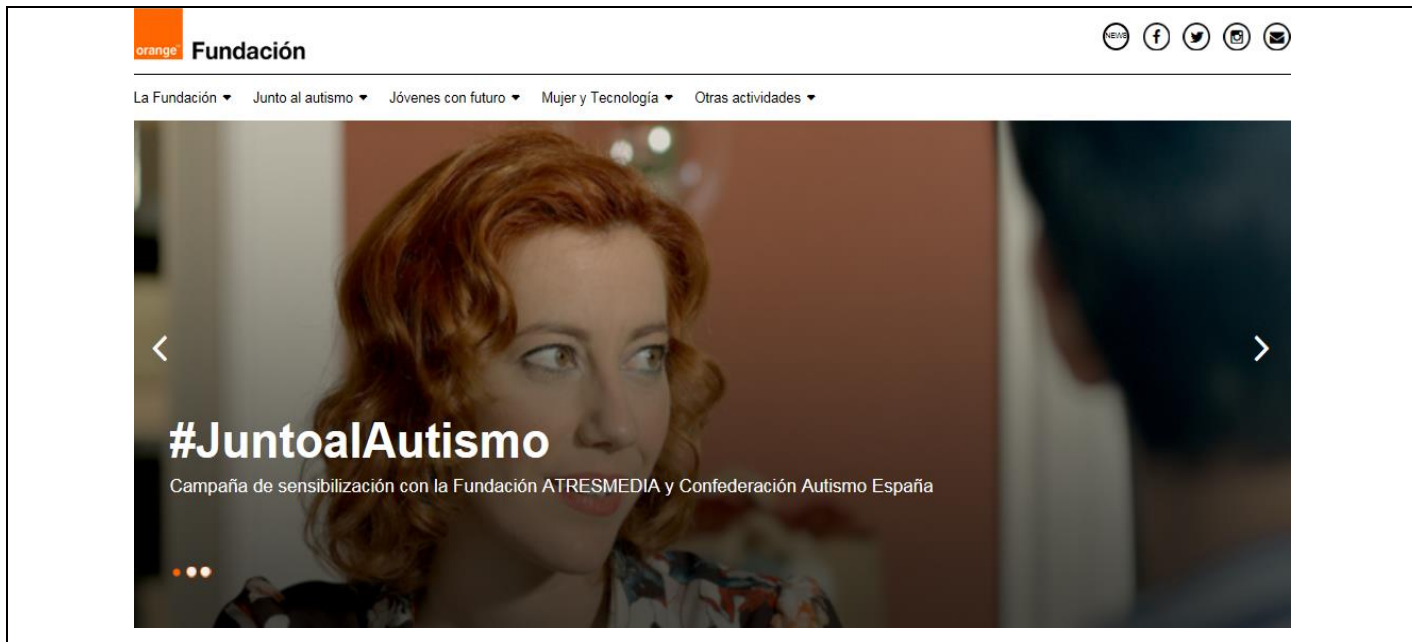 orange™ Fundación
NEWS
La Fundación Junto al autismo Jóvenes con futuro Mujer y Tecnología Otras actividades
#JuntoalAutismo
Campaña de sensibilización con la Fundación ATRESMEDIA y Confederación Autismo España